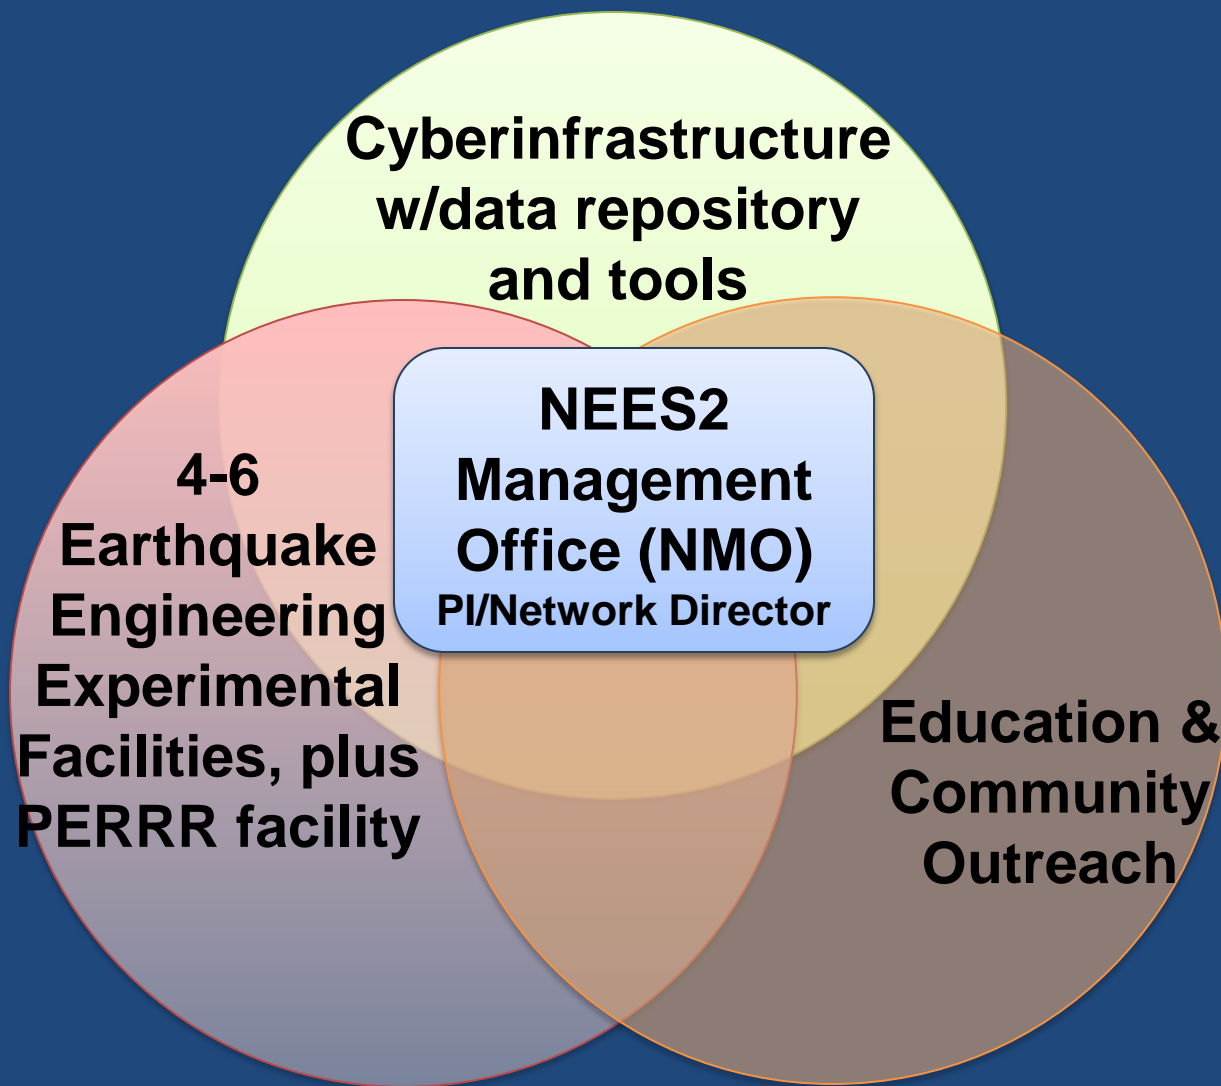 Cyberinfrastructure
w/data repository
and tools
NEES2
Management
Office (NMO)
PI/Network Director
4-6
Earthquake
Engineering
Experimental
Facilities, plus
PERRR facility
Education &
Community
Outreach